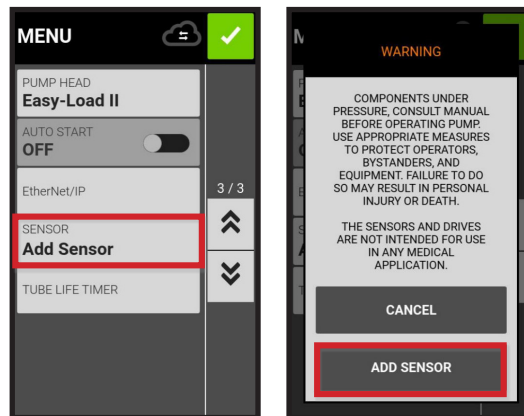 MENU
PUMP HEAD
Easy-Load II
AUTO START
OFF
EtherNet/IP
3 / 3
SENSOR
Add Sensor
TUBE LIFE TIMER
WARNING
COMPONENTS UNDER
PRESSURE, CONSULT MANUAL
BEFORE OPERATING PUMP.
USE APPROPRIATE MEASURES
TO PROTECT OPERATORS,
BYSTANDERS, AND
EQUIPMENT. FAILURE TO DO
SO MAY RESULT IN PERSONAL
INJURY OR DEATH.
THE SENSORS AND DRIVES
ARE NOT INTENDED FOR USE
IN ANY MEDICAL
APPLICATION.
CANCEL
ADD SENSOR